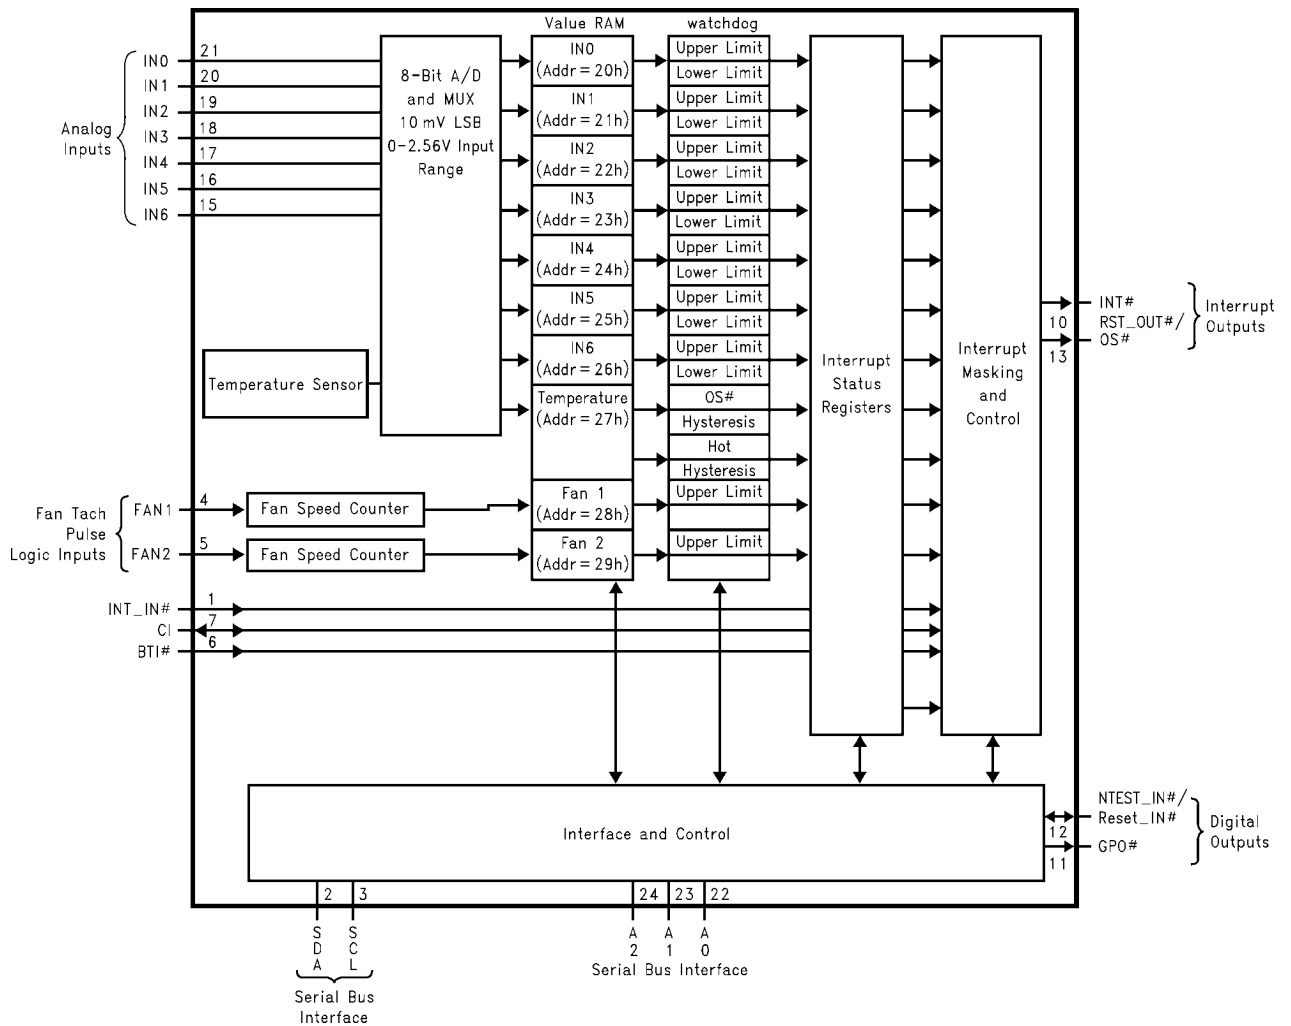 Value RAM
watchdog
Analog
Inputs
IN0
IN1
IN2
IN3
IN4
IN5
IN6
21
20
19
18
17
16
15
8-Bit A/D
and MUX
10 mV LSB
0-2.56V Input
Range
IN0
(Addr = 20h)
IN1
(Addr = 21h)
IN2
(Addr = 22h)
IN3
(Addr = 23h)
IN4
(Addr = 24h)
IN5
(Addr = 25h)
IN6
(Addr = 26h)
Temperature
(Addr = 27h)
Fan 1
(Addr = 28h)
Fan 2
(Addr = 29h)
Upper Limit
Lower Limit
Upper Limit
Lower Limit
Upper Limit
Lower Limit
Upper Limit
Lower Limit
Upper Limit
Lower Limit
Upper Limit
Lower Limit
Upper Limit
Lower Limit
OS#
Hysteresis
Hot
Hysteresis
Upper Limit
Upper Limit
Interrupt
Status
Registers
Interrupt
Masking
and
Control
INT#
10
RST_OUT#/
OS#
13
Interrupt
Outputs
Temperature Sensor
Fan Tach
Pulse
Logic Inputs
FAN1
4
Fan Speed Counter
FAN2
5
Fan Speed Counter
INT_IN#
1
CI
7
BTI#
6
Interface and Control
NTEST_IN#/
Reset_IN#
12
GPO#
11
Digital
Outputs
2
3
24
23
22
SDA
SCL
A2
A1
A0
Serial Bus
Interface
Serial Bus Interface